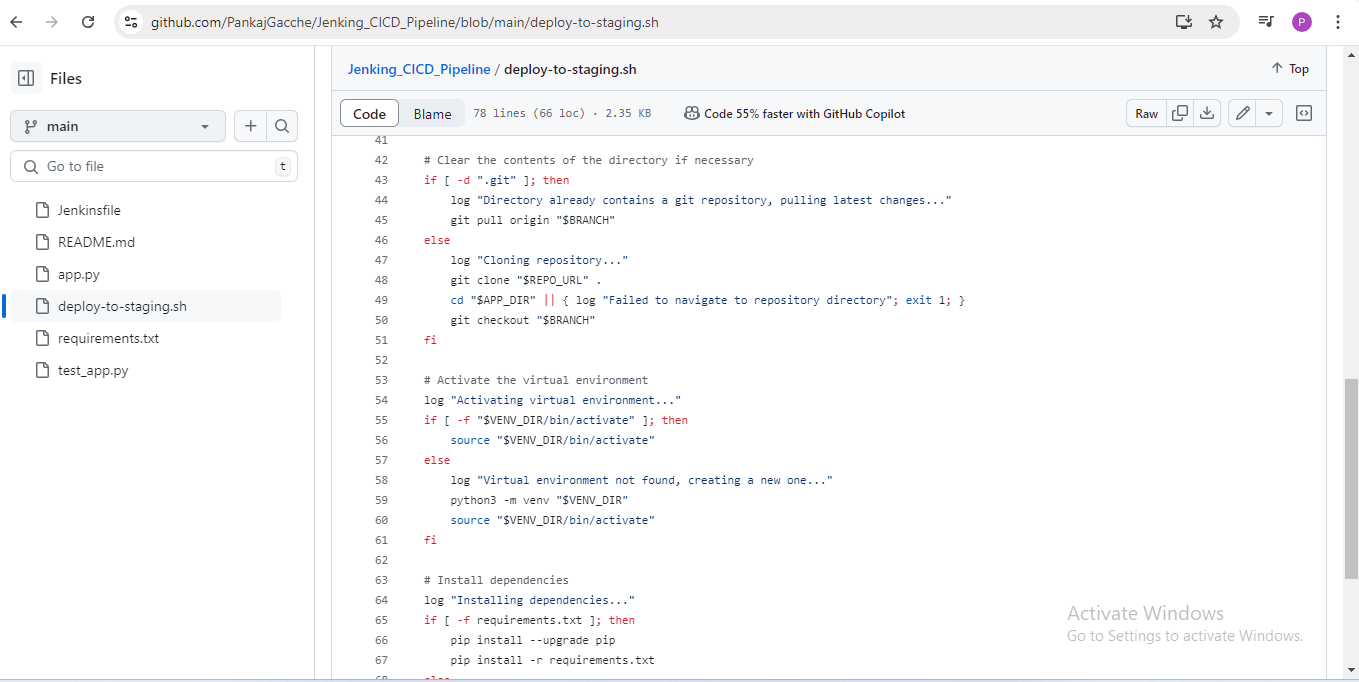 github.com/PankajGacche/Jenking_CICD_Pipeline/blob/main/deploy-to-staging.sh
P
Files
Jenking_CICD_Pipeline / deploy-to-staging.sh
Top
main
Code
Blame
78 lines (66 loc) · 2.35 KB
Code 55% faster with GitHub Copilot
Raw
Go to file
t
Jenkinsfile
README.md
app.py
deploy-to-staging.sh
requirements.txt
test_app.py
41
42 # Clear the contents of the directory if necessary
43 if [ -d ".git" ]; then
44 log "Directory already contains a git repository, pulling latest changes..."
45 git pull origin "$BRANCH"
46 else
47 log "Cloning repository..."
48 git clone "$REPO_URL" .
49 cd "$APP_DIR" || { log "Failed to navigate to repository directory"; exit 1; }
50 git checkout "$BRANCH"
51 fi
52
53 # Activate the virtual environment
54 log "Activating virtual environment..."
55 if [ -f "$VENV_DIR/bin/activate" ]; then
56 source "$VENV_DIR/bin/activate"
57 else
58 log "Virtual environment not found, creating a new one..."
59 python3 -m venv "$VENV_DIR"
60 source "$VENV_DIR/bin/activate"
61 fi
62
63 # Install dependencies
64 log "Installing dependencies..."
65 if [ -f requirements.txt ]; then
66 pip install --upgrade pip
67 pip install -r requirements.txt
Activate Windows
Go to Settings to activate Windows.